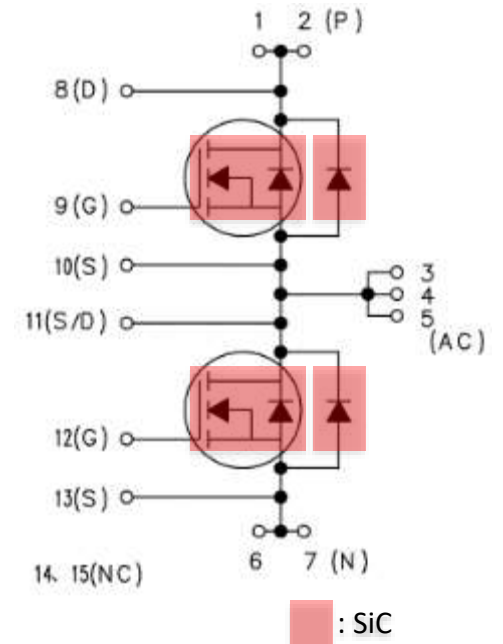 1 2 (P)
8(D)
9(G)
10(S)
3
4
11(S/D)
5
(AC)
12(G)
13(S)
6 7 (N)
14、15(NC)
: SiC